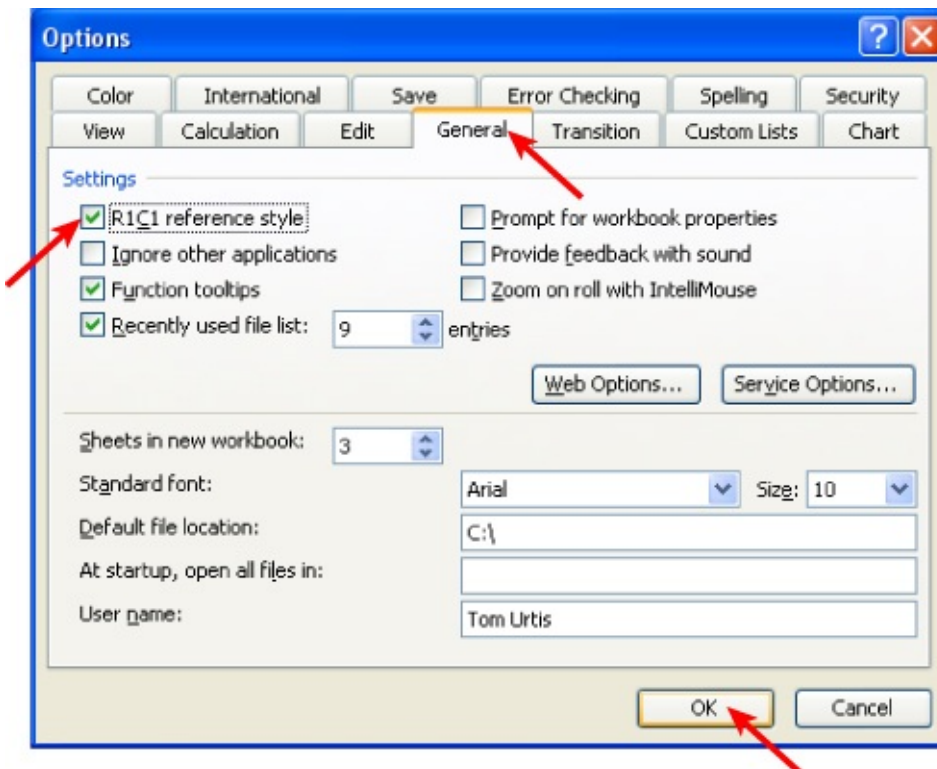 Options
Color International Save Error Checking Spelling Security
View Calculation Edit General Transition Custom Lists Chart
Settings
R1C1 reference style Prompt for workbook properties
Ignore other applications Provide feedback with sound
Function tooltips Zoom on roll with IntelliMouse
Recently used file list: 9 entries
Web Options... Service Options...
Sheets in new workbook: 3
Standard font: Arial Size: 10
Default file location: C:\
At startup, open all files in:
User name: Tom Urtis
OK Cancel